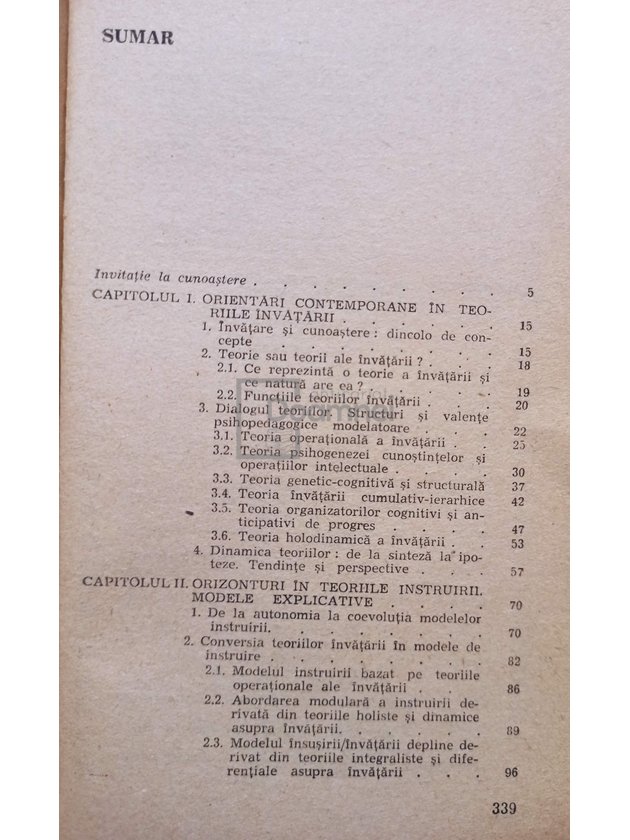 SUMAR
Invitație la cunoaștere . . . . . . . . 5
CAPITOLUL I. ORIENTĂRI CONTEMPORANE ÎN TEO-
RIILE ÎNVĂȚĂRII . . . . . . 15
1. Învățare și cunoaștere : dincolo de con-
cepte . . . . . . . . 15
2. Teorie sau teorii ale învățării ? . . . 18
2.1. Ce reprezintă o teorie a învățării și
ce natură are ea ? . . . . . 19
2.2. Funcțiile teoriilor învățării . . . 20
3. Dialogul teoriilor. Structuri și valențe
psihopedagogice modelatoare . . . . 22
3.1. Teoria operațională a învățării . . 25
3.2. Teoria psihogenezei cunoștințelor și
operațiilor intelectuale . . . . 30
3.3. Teoria genetic-cognitivă și structurală 37
3.4. Teoria învățării cumulativ-ierarhice 42
3.5. Teoria organizatorilor cognitivi și an-
ticipativi de progres . . . . 47
3.6. Teoria holodinamică a învățării . . 53
4. Dinamica teoriilor : de la sinteză la ipo-
teze. Tendințe și perspective . . . 57
CAPITOLUL II. ORIZONTURI ÎN TEORIILE INSTRUIRII.
MODELE EXPLICATIVE . . . . 70
1. De la autonomia la coevoluția modelelor
instruirii. . . . . . . . 70
2. Conversia teoriilor învățării în modele de
instruire . . . . . . . . 82
2.1. Modelul instruirii bazat pe teoriile
operaționale ale învățării . . . 86
2.2. Abordarea modulară a instruirii de-
rivată din teoriile holiste și dinamice
asupra învățării. . . . . . 89
2.3. Modelul însușirii/învățării depline de-
rivat din teoriile integraliste și dife-
rențiale asupra învățării . . . 96
339